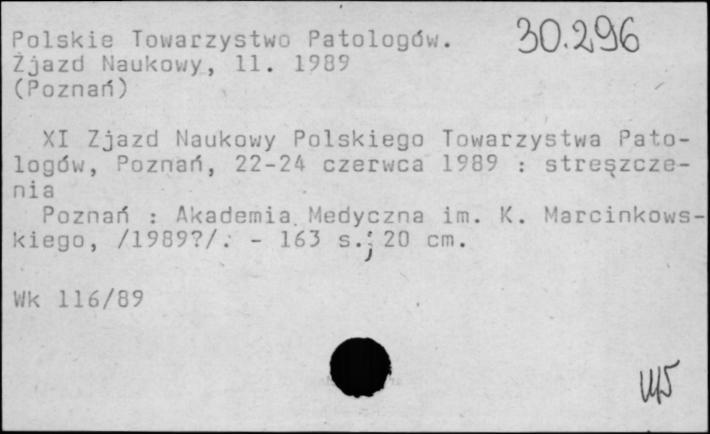 30.296
Polskie Towarzystwo Patologów.
Zjazd Naukowy, 11. 1989
(Poznań)
XI Zjazd Naukowy Polskiego Towarzystwa Pato-
logów, Poznań, 22-24 czerwca 1989 : streszcze-
nia
Poznań : Akademia Medyczna im. K. Marcinkows-
kiego, /1989?/. - 163 s.; 20 cm.
Wk 116/89